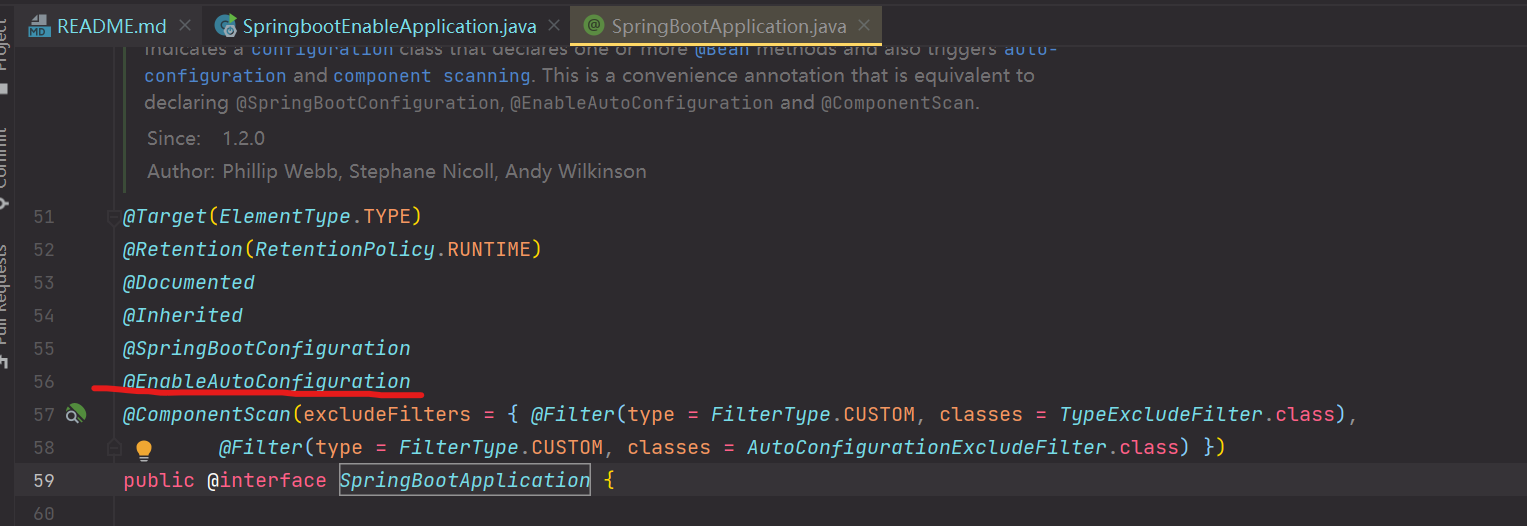 README.md
SpringbootEnableApplication.java
SpringBootApplication.java
Project
Commit
Pull Requests
Indicates a configuration class that declares one or more @Bean methods and also triggers auto-
configuration and component scanning. This is a convenience annotation that is equivalent to
declaring @SpringBootConfiguration, @EnableAutoConfiguration and @ComponentScan.
Since: 1.2.0
Author: Phillip Webb, Stephane Nicoll, Andy Wilkinson
51 @Target(ElementType.TYPE)
52 @Retention(RetentionPolicy.RUNTIME)
53 @Documented
54 @Inherited
55 @SpringBootConfiguration
56 @EnableAutoConfiguration
57 @ComponentScan(excludeFilters = { @Filter(type = FilterType.CUSTOM, classes = TypeExcludeFilter.class),
58 @Filter(type = FilterType.CUSTOM, classes = AutoConfigurationExcludeFilter.class) })
59 public @interface SpringBootApplication {
60